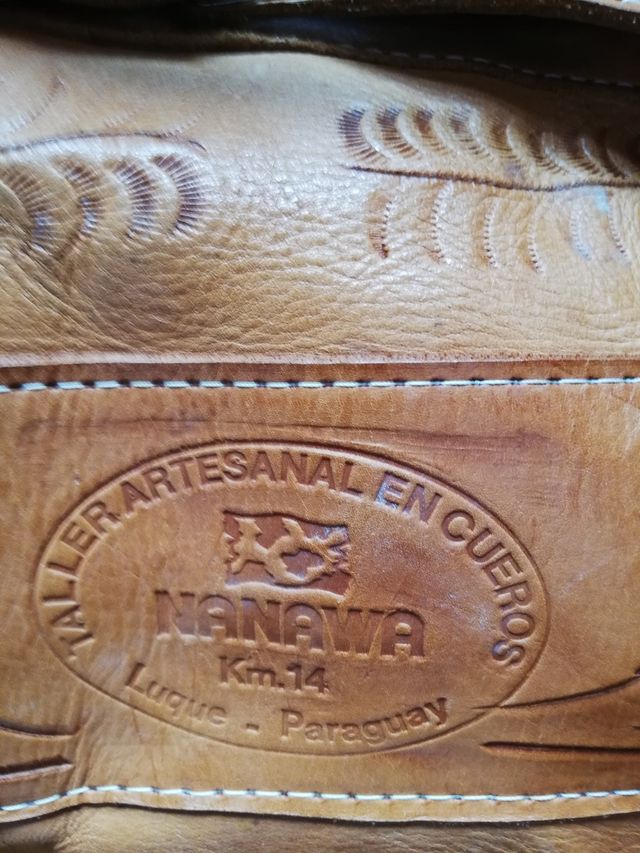 TALLER ARTESANAL EN CUEROS
NANAWA
Km.14
Luque - Paraguay